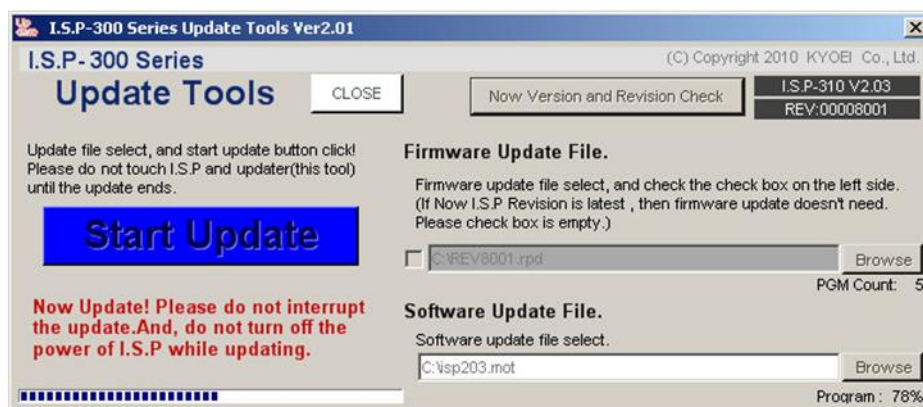 I.S.P-300 Series Update Tools Ver2.01
I.S.P- 300 Series
(C) Copyright 2010 KYOEI Co., Ltd.
Update Tools
CLOSE
Now Version and Revision Check
I.S.P-310 V2.03
REV:00008001
Update file select, and start update button click!
Please do not touch I.S.P and updater(this tool)
until the update ends.
Start Update
Now Update! Please do not interrupt
the update.And, do not turn off the
power of I.S.P while updating.
Firmware Update File.
Firmware update file select, and check the check box on the left side.
(If Now I.S.P Revision is latest , then firmware update doesn't need.
Please check box is empty.)
C:\REV8001.rpd
Browse
PGM Count: 5
Software Update File.
Software update file select.
C:\isp203.mot
Browse
Program : 78%